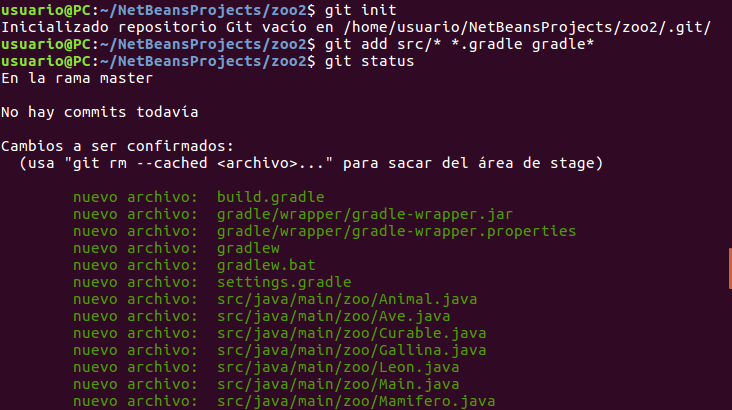 usuario@PC:~/NetBeansProjects/zoo2$ git init
Inicializado repositorio Git vacío en /home/usuario/NetBeansProjects/zoo2/.git/
usuario@PC:~/NetBeansProjects/zoo2$ git add src/* *.gradle gradle*
usuario@PC:~/NetBeansProjects/zoo2$ git status
En la rama master
No hay commits todavía
Cambios a ser confirmados:
  (usa "git rm --cached <archivo>..." para sacar del área de stage)
        nuevo archivo:  build.gradle
        nuevo archivo:  gradle/wrapper/gradle-wrapper.jar
        nuevo archivo:  gradle/wrapper/gradle-wrapper.properties
        nuevo archivo:  gradlew
        nuevo archivo:  gradlew.bat
        nuevo archivo:  settings.gradle
        nuevo archivo:  src/java/main/zoo/Animal.java
        nuevo archivo:  src/java/main/zoo/Ave.java
        nuevo archivo:  src/java/main/zoo/Curable.java
        nuevo archivo:  src/java/main/zoo/Gallina.java
        nuevo archivo:  src/java/main/zoo/Leon.java
        nuevo archivo:  src/java/main/zoo/Main.java
        nuevo archivo:  src/java/main/zoo/Mamifero.java